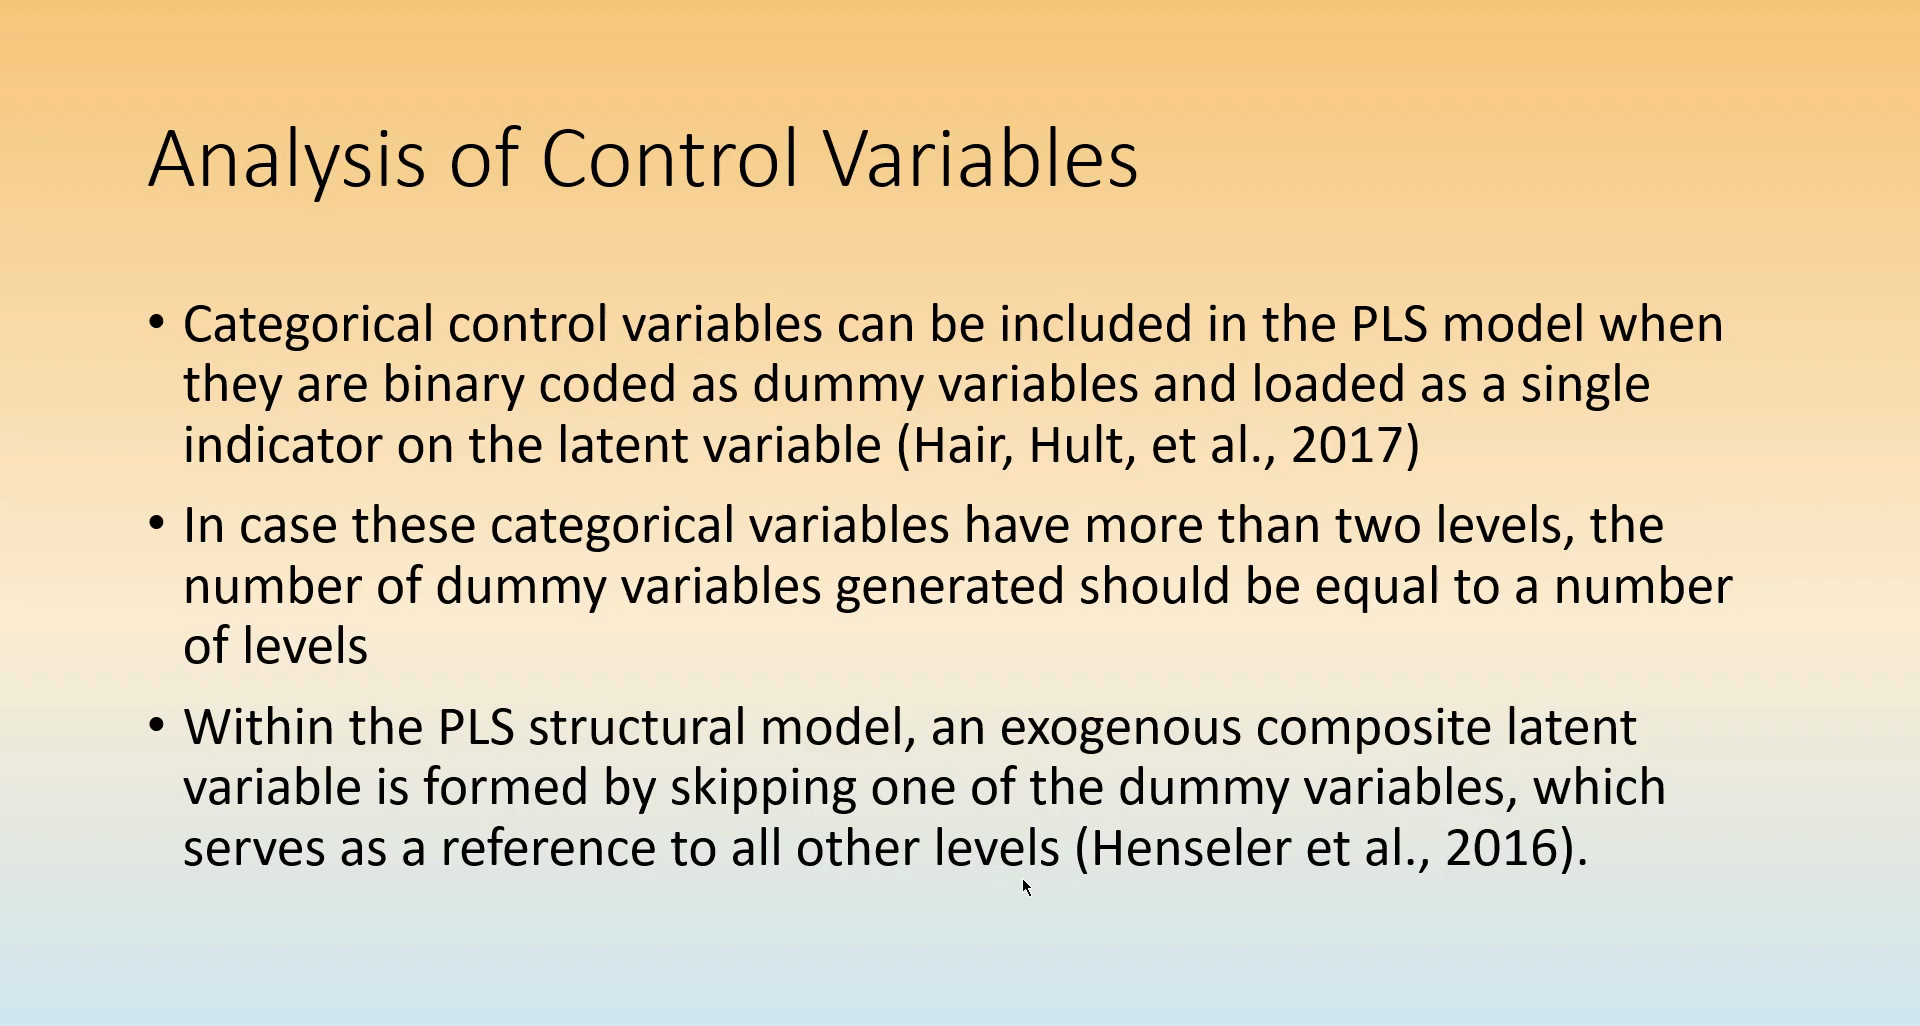 Analysis of Control Variables
• Categorical control variables can be included in the PLS model when
they are binary coded as dummy variables and loaded as a single
indicator on the latent variable (Hair, Hult, et al., 2017)
• In case these categorical variables have more than two levels, the
number of dummy variables generated should be equal to a number
of levels
• Within the PLS structural model, an exogenous composite latent
variable is formed by skipping one of the dummy variables, which
serves as a reference to all other levels (Henseler et al., 2016).